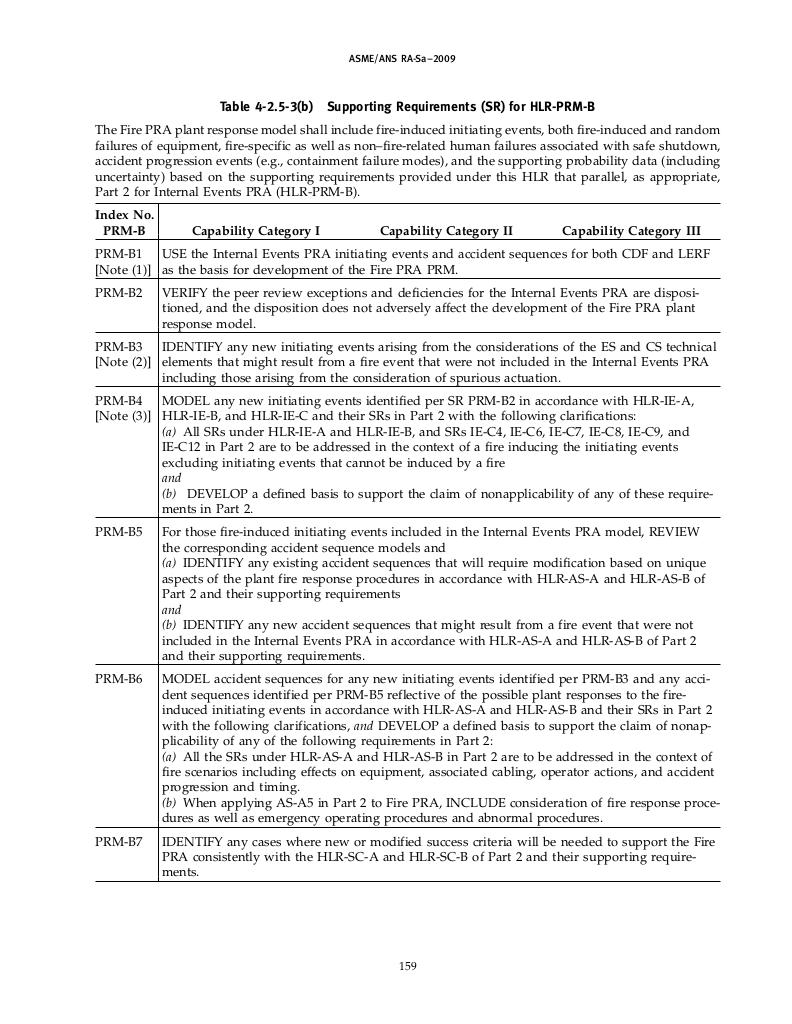 ASME/ANS RA-Sa–2009
Table 4-2.5-3(b) Supporting Requirements (SR) for HLR-PRM-B
The Fire PRA plant response model shall include fire-induced initiating events, both fire-induced and random
failures of equipment, fire-specific as well as non–fire-related human failures associated with safe shutdown,
accident progression events (e.g., containment failure modes), and the supporting probability data (including
uncertainty) based on the supporting requirements provided under this HLR that parallel, as appropriate,
Part 2 for Internal Events PRA (HLR-PRM-B).
Index No.
PRM-B Capability Category I Capability Category II Capability Category III
PRM-B1 USE the Internal Events PRA initiating events and accident sequences for both CDF and LERF
[Note (1)] as the basis for development of the Fire PRA PRM.
PRM-B2 VERIFY the peer review exceptions and deficiencies for the Internal Events PRA are disposi-
tioned, and the disposition does not adversely affect the development of the Fire PRA plant
response model.
PRM-B3 IDENTIFY any new initiating events arising from the considerations of the ES and CS technical
[Note (2)] elements that might result from a fire event that were not included in the Internal Events PRA
including those arising from the consideration of spurious actuation.
PRM-B4 MODEL any new initiating events identified per SR PRM-B2 in accordance with HLR-IE-A,
[Note (3)] HLR-IE-B, and HLR-IE-C and their SRs in Part 2 with the following clarifications:
(a) All SRs under HLR-IE-A and HLR-IE-B, and SRs IE-C4, IE-C6, IE-C7, IE-C8, IE-C9, and
IE-C12 in Part 2 are to be addressed in the context of a fire inducing the initiating events
excluding initiating events that cannot be induced by a fire
and
(b) DEVELOP a defined basis to support the claim of nonapplicability of any of these require-
ments in Part 2.
PRM-B5 For those fire-induced initiating events included in the Internal Events PRA model, REVIEW
the corresponding accident sequence models and
(a) IDENTIFY any existing accident sequences that will require modification based on unique
aspects of the plant fire response procedures in accordance with HLR-AS-A and HLR-AS-B of
Part 2 and their supporting requirements
and
(b) IDENTIFY any new accident sequences that might result from a fire event that were not
included in the Internal Events PRA in accordance with HLR-AS-A and HLR-AS-B of Part 2
and their supporting requirements.
PRM-B6 MODEL accident sequences for any new initiating events identified per PRM-B3 and any acci-
dent sequences identified per PRM-B5 reflective of the possible plant responses to the fire-
induced initiating events in accordance with HLR-AS-A and HLR-AS-B and their SRs in Part 2
with the following clarifications, and DEVELOP a defined basis to support the claim of nonap-
plicability of any of the following requirements in Part 2:
(a) All the SRs under HLR-AS-A and HLR-AS-B in Part 2 are to be addressed in the context of
fire scenarios including effects on equipment, associated cabling, operator actions, and accident
progression and timing.
(b) When applying AS-A5 in Part 2 to Fire PRA, INCLUDE consideration of fire response proce-
dures as well as emergency operating procedures and abnormal procedures.
PRM-B7 IDENTIFY any cases where new or modified success criteria will be needed to support the Fire
PRA consistently with the HLR-SC-A and HLR-SC-B of Part 2 and their supporting require-
ments.
159